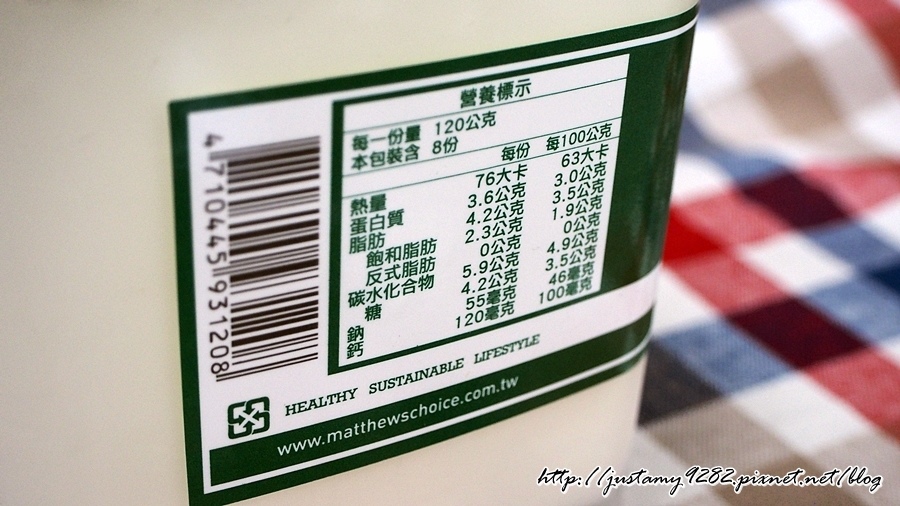 營養標示
每一份量 120公克
本包裝含 8份
每份 每100公克
熱量 76大卡 63大卡
蛋白質 3.6公克 3.0公克
脂肪 4.2公克 3.5公克
飽和脂肪 2.3公克 1.9公克
反式脂肪 0公克 0公克
碳水化合物 5.9公克 4.9公克
糖 4.2公克 3.5公克
鈉 55毫克 46毫克
鈣 120毫克 100毫克
4 710445 931208
HEALTHY SUSTAINABLE LIFESTYLE
www.matthewschoice.com.tw
http://justamy9282.pixnet.net/blog